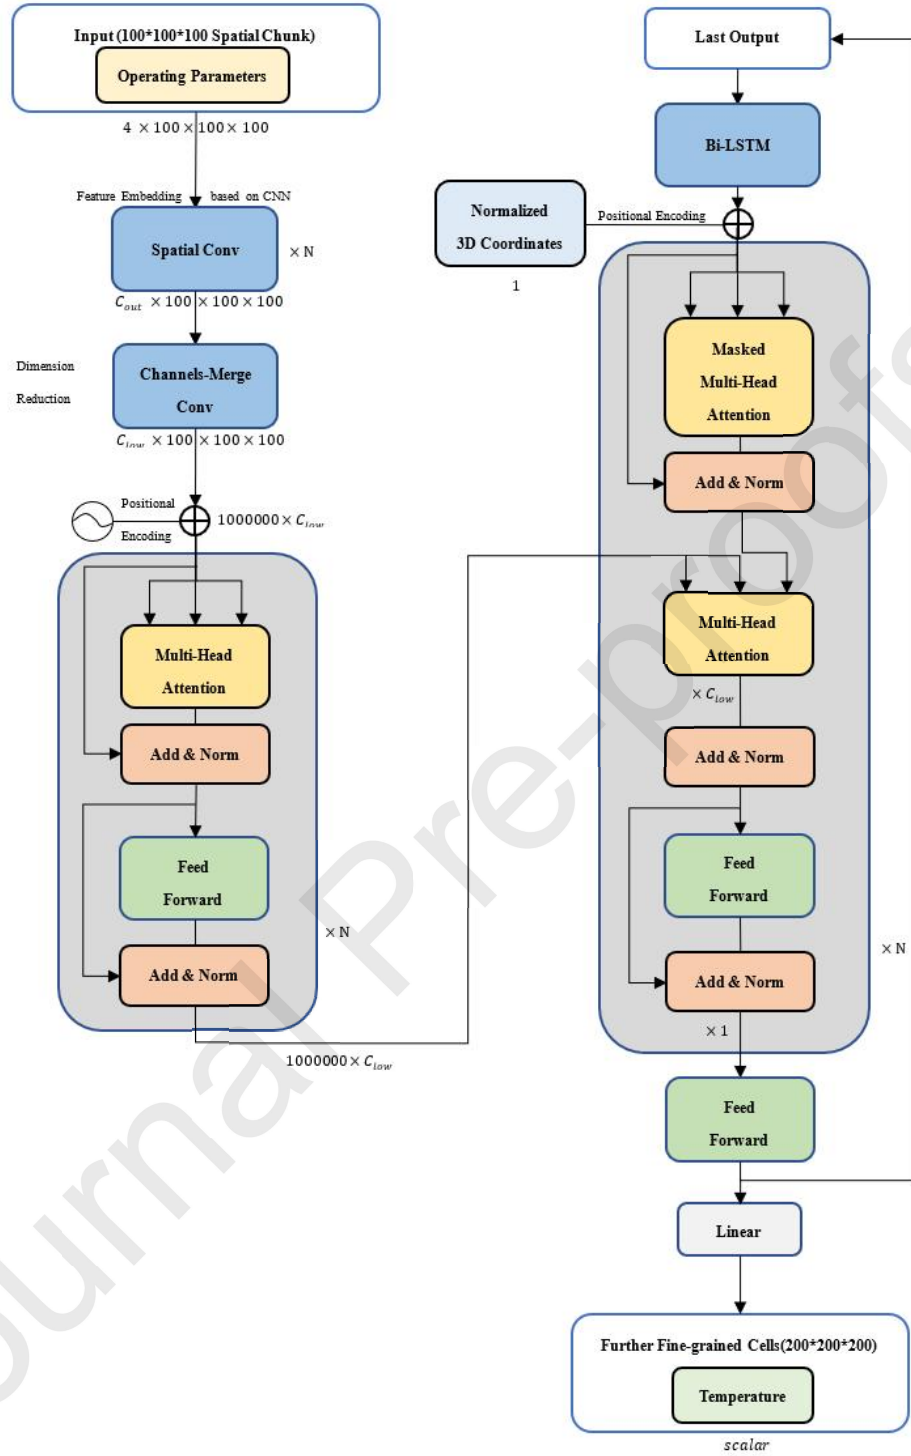 Input (100*100*100 Spatial Chunk)
Operating Parameters
4 × 100 × 100 × 100
Feature Embedding based on CNN
Spatial Conv
× N
C_out × 100 × 100 × 100
Dimension
Reduction
Channels-Merge
Conv
C_low × 100 × 100 × 100
Positional
Encoding
1000000 × C_low
Multi-Head
Attention
Add & Norm
Feed
Forward
× N
Add & Norm
1000000 × C_low
Last Output
Bi-LSTM
Normalized
3D Coordinates
Positional Encoding
1
Masked
Multi-Head
Attention
Add & Norm
Multi-Head
Attention
× C_low
Add & Norm
Feed
Forward
× N
Add & Norm
× 1
Feed
Forward
Linear
Further Fine-grained Cells(200*200*200)
Temperature
scalar
Journal Pre-proofs